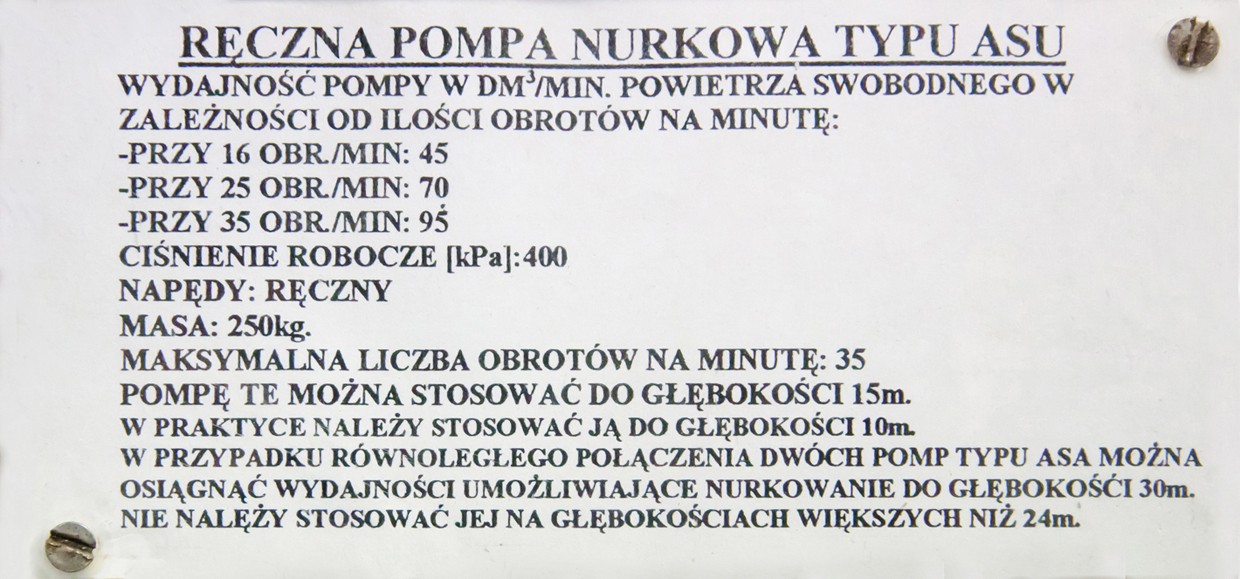 RĘCZNA POMPA NURKOWA TYPU ASU
WYDAJNOŚĆ POMPY W DM³/MIN. POWIETRZA SWOBODNEGO W
ZALEŻNOŚCI OD ILOŚCI OBROTÓW NA MINUTĘ:
-PRZY 16 OBR./MIN: 45
-PRZY 25 OBR./MIN: 70
-PRZY 35 OBR./MIN: 95
CIŚNIENIE ROBOCZE [kPa]:400
NAPĘDY: RĘCZNY
MASA: 250kg.
MAKSYMALNA LICZBA OBROTÓW NA MINUTĘ: 35
POMPĘ TE MOŻNA STOSOWAĆ DO GŁĘBOKOŚCI 15m.
W PRAKTYCE NALEŻY STOSOWAĆ JĄ DO GŁĘBOKOŚCI 10m.
W PRZYPADKU RÓWNOLEGŁEGO POŁĄCZENIA DWÓCH POMP TYPU ASA MOŻNA
OSIĄGNĄĆ WYDAJNOŚCI UMOŻLIWIAJĄCE NURKOWANIE DO GŁĘBOKOŚĆI 30m.
NIE NALĘŻY STOSOWAĆ JEJ NA GŁĘBOKOŚCIACH WIĘKSZYCH NIŻ 24m.